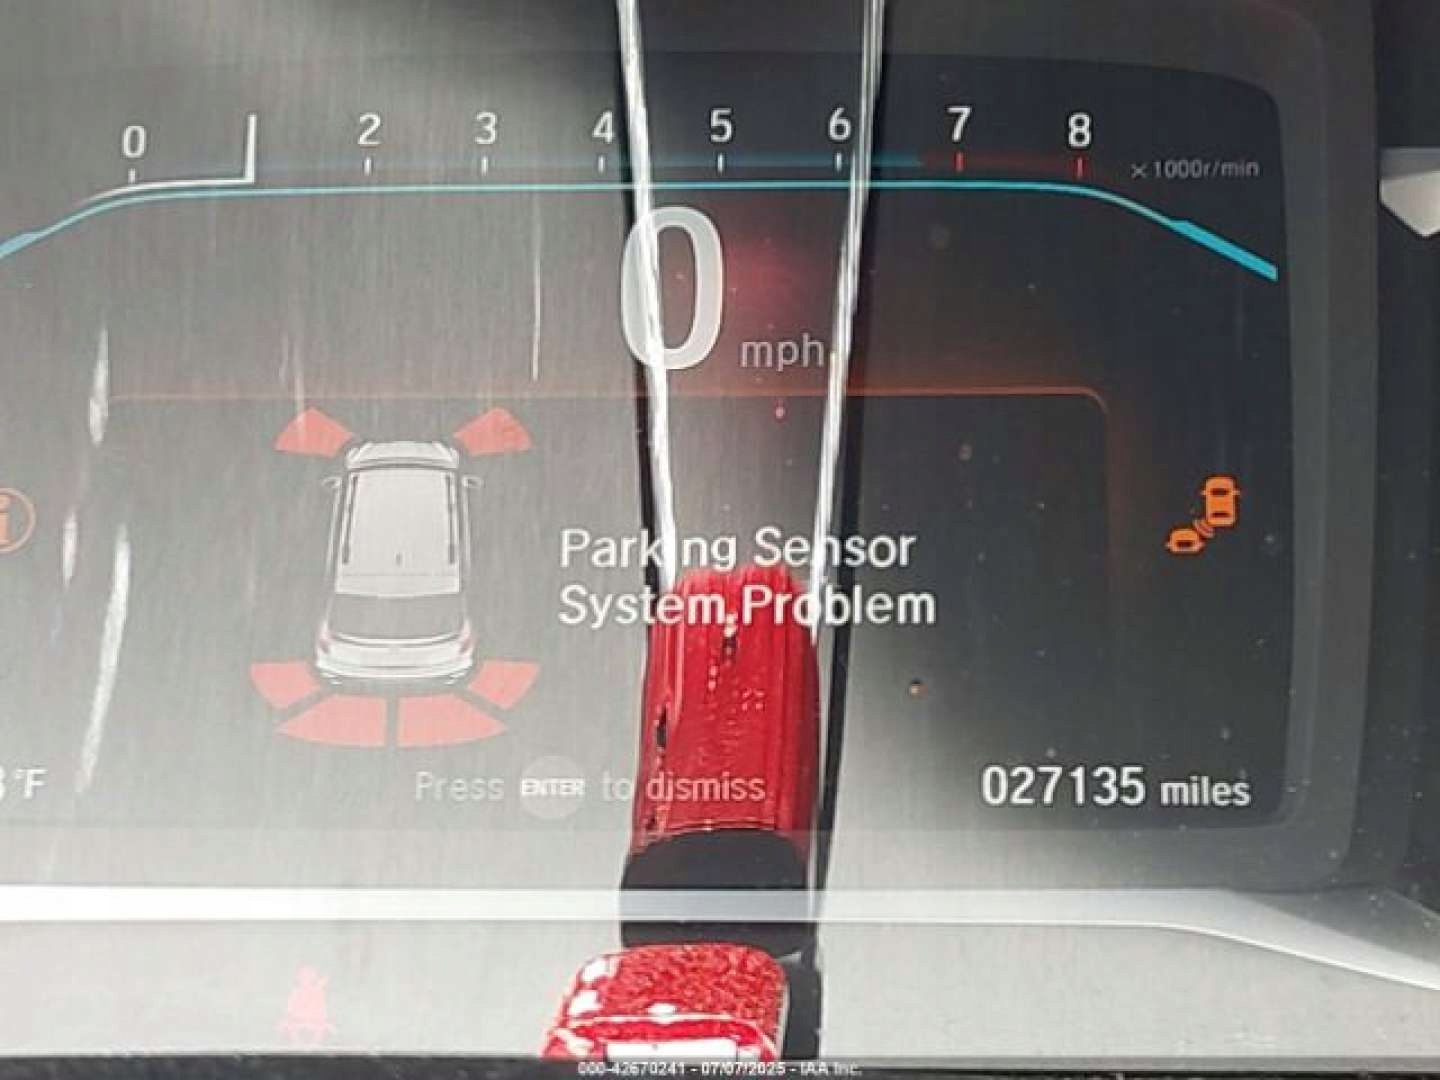 0 2 3 4 5 6 7 8
×1000r/min
0
mph
i
Parking Sensor
System Problem
°F
Press ENTER to dismiss
027135 miles
000-42670241 - 07/07/2025 - IAA Inc.